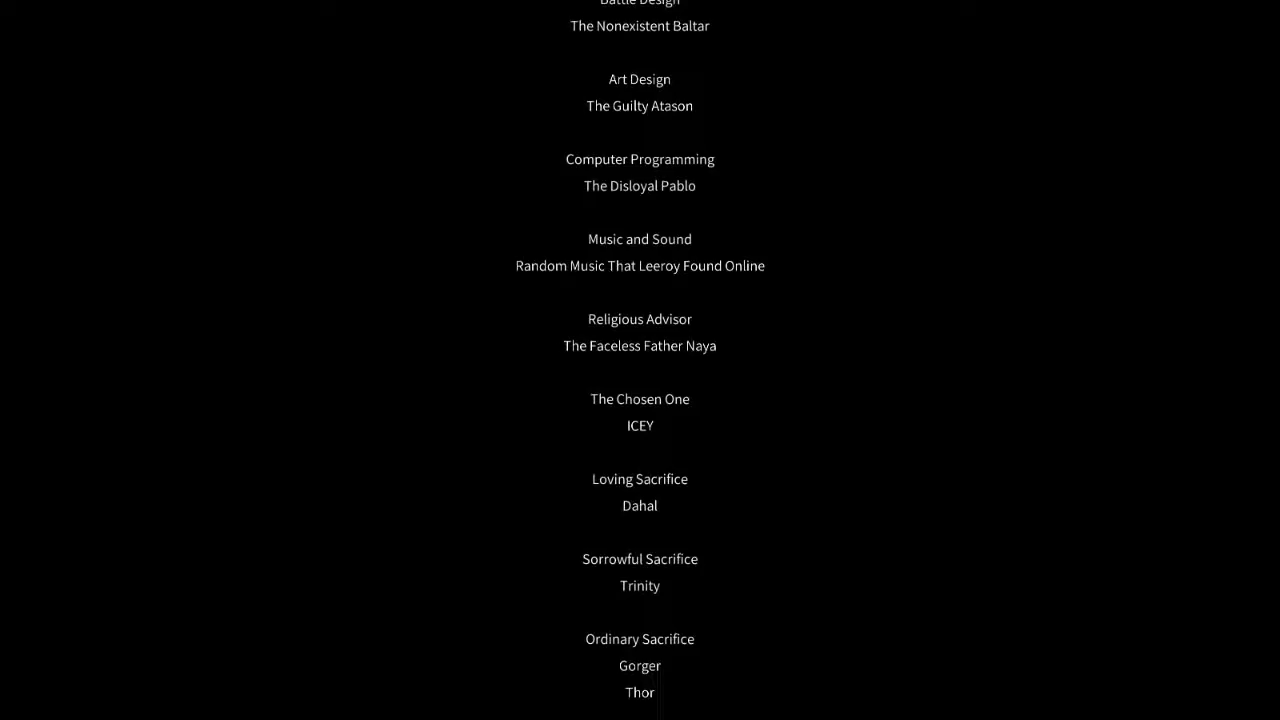 Battle Design
The Nonexistent Baltar
Art Design
The Guilty Atason
Computer Programming
The Disloyal Pablo
Music and Sound
Random Music That Leeroy Found Online
Religious Advisor
The Faceless Father Naya
The Chosen One
ICEY
Loving Sacrifice
Dahal
Sorrowful Sacrifice
Trinity
Ordinary Sacrifice
Gorger
Thor